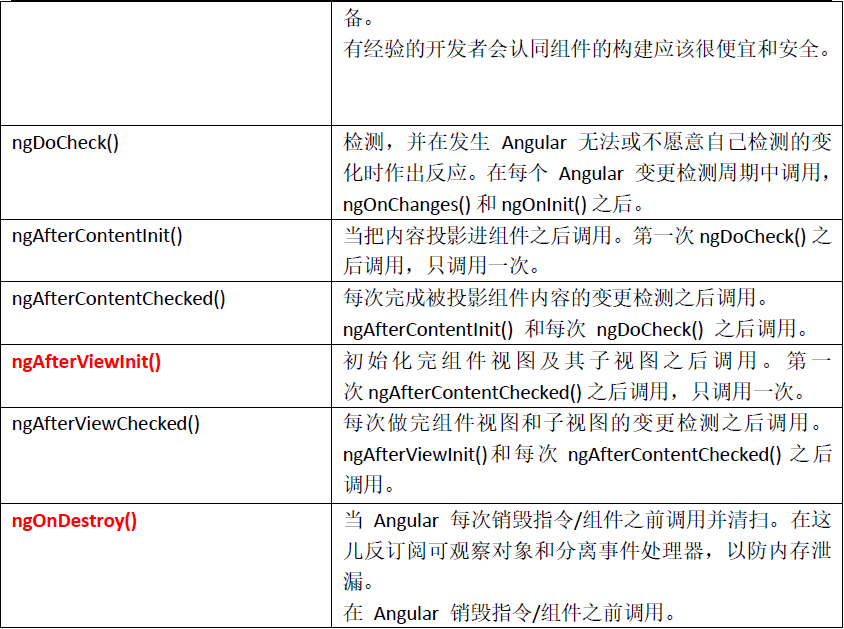 备。
有经验的开发者会认同组件的构建应该很便宜和安全。
ngDoCheck()
检测，并在发生 Angular 无法或不愿意自己检测的变
化时作出反应。在每个 Angular 变更检测周期中调用，
ngOnChanges() 和 ngOnInit() 之后。
ngAfterContentInit()
当把内容投影进组件之后调用。第一次 ngDoCheck() 之
后调用，只调用一次。
ngAfterContentChecked()
每次完成被投影组件内容的变更检测之后调用。
ngAfterContentInit() 和每次 ngDoCheck() 之后调用。
ngAfterViewInit()
初始化完组件视图及其子视图之后调用。第一
次 ngAfterContentChecked() 之后调用，只调用一次。
ngAfterViewChecked()
每次做完组件视图和子视图的变更检测之后调用。
ngAfterViewInit() 和每次 ngAfterContentChecked() 之后
调用。
ngOnDestroy()
当 Angular 每次销毁指令/组件之前调用并清扫。在这
儿反订阅可观察对象和分离事件处理器，以防内存泄
漏。
在 Angular 销毁指令/组件之前调用。